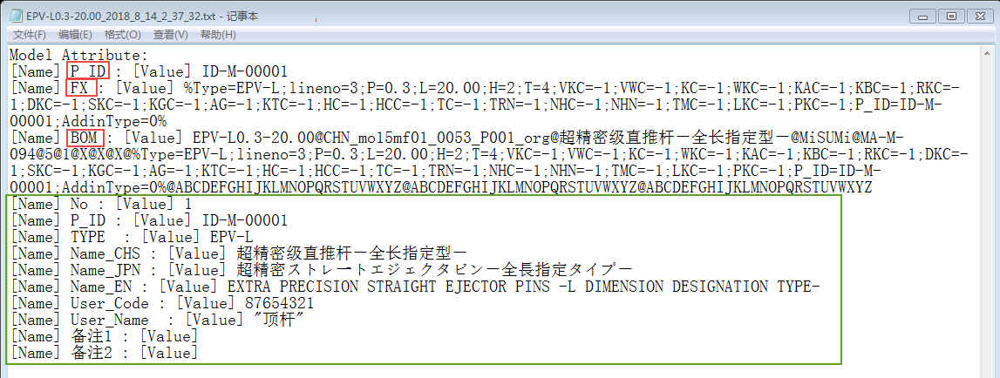 EPV-L0.3-20.00_2018_8_14_2_37_32.txt - 记事本
文件(F) 编辑(E) 格式(O) 查看(V) 帮助(H)
Model Attribute:
[Name] P_ID : [Value] ID-M-00001
[Name] FX : [Value] %Type=EPV-L;lineno=3;P=0.3;L=20.00;H=2;T=4;VKC=-1;VWC=-1;KC=-1;WKC=-1;KAC=-1;KBC=-1;RKC=-
1;DKC=-1;SKC=-1;KGC=-1;AG=-1;KTC=-1;HC=-1;HCC=-1;TC=-1;TRN=-1;NHC=-1;NHN=-1;TMC=-1;LKC=-1;PKC=-1;P_ID=ID-M-
00001;AddinType=0%
[Name] BOM : [Value] EPV-L0.3-20.00@CHN_mo15mf01_0053_P001_org@超精密级直推杆－全长指定型－@MiSUMi@MA-M-
094@5@1@X@X@X@%Type=EPV-L;lineno=3;P=0.3;L=20.00;H=2;T=4;VKC=-1;VWC=-1;KC=-1;WKC=-1;KAC=-1;KBC=-1;RKC=-1;DKC=-
1;SKC=-1;KGC=-1;AG=-1;KTC=-1;HC=-1;HCC=-1;TC=-1;TRN=-1;NHC=-1;NHN=-1;TMC=-1;LKC=-1;PKC=-1;P_ID=ID-M-
00001;AddinType=0%@ABCDEFGHIJKLMNOPQRSTUVWXYZ@ABCDEFGHIJKLMNOPQRSTUVWXYZ@ABCDEFGHIJKLMNOPQRSTUVWXYZ
[Name] No : [Value] 1
[Name] P_ID : [Value] ID-M-00001
[Name] TYPE  : [Value] EPV-L
[Name] Name_CHS : [Value] 超精密级直推杆－全长指定型－
[Name] Name_JPN : [Value] 超精密ストレートエジェクタピン－全長指定タイプ－
[Name] Name_EN : [Value] EXTRA PRECISION STRAIGHT EJECTOR PINS -L DIMENSION DESIGNATION TYPE-
[Name] User_Code : [Value] 87654321
[Name] User_Name  : [Value] "顶杆"
[Name] 备注1 : [Value]
[Name] 备注2 : [Value]